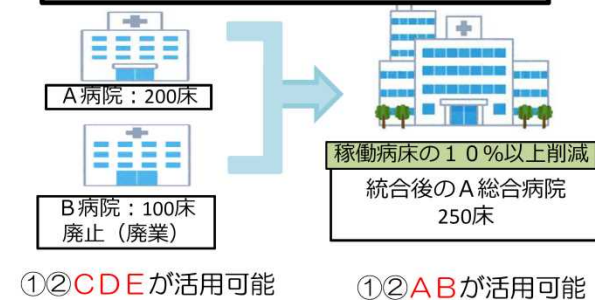 A病院：200床
B病院：100床
廃止（廃業）
①②CDEが活用可能
稼働病床の１０％以上削減
統合後のA総合病院
250床
①②ABが活用可能